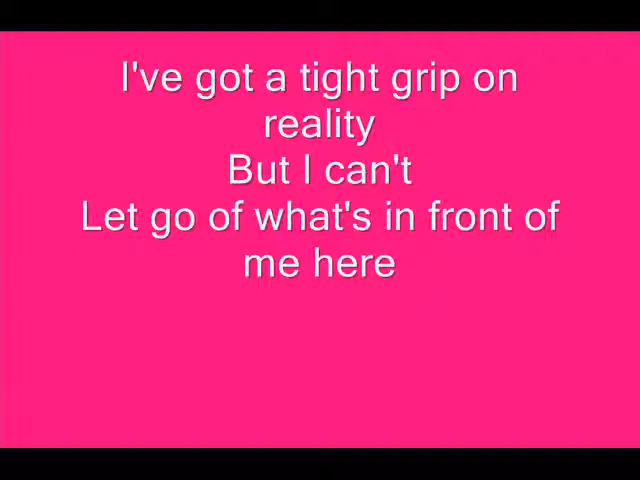 I've got a tight grip on
reality
But I can't
Let go of what's in front of
me here